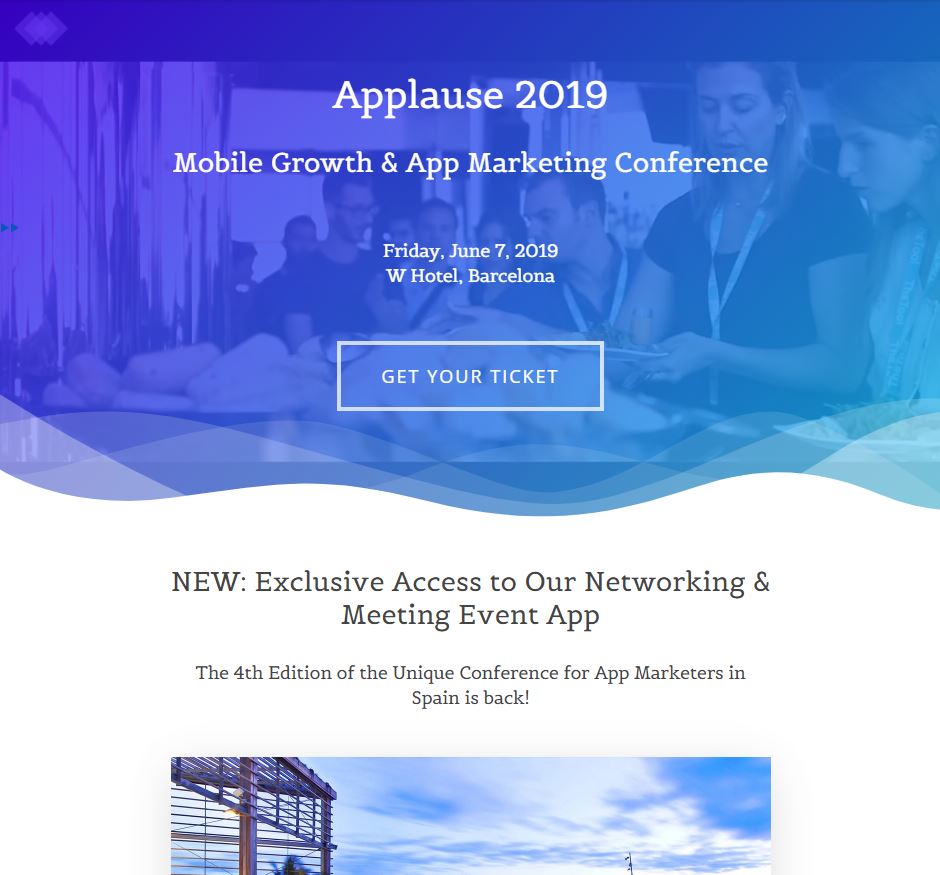 Applause 2019
Mobile Growth & App Marketing Conference
Friday, June 7, 2019
W Hotel, Barcelona
GET YOUR TICKET
NEW: Exclusive Access to Our Networking &
Meeting Event App
The 4th Edition of the Unique Conference for App Marketers in
Spain is back!